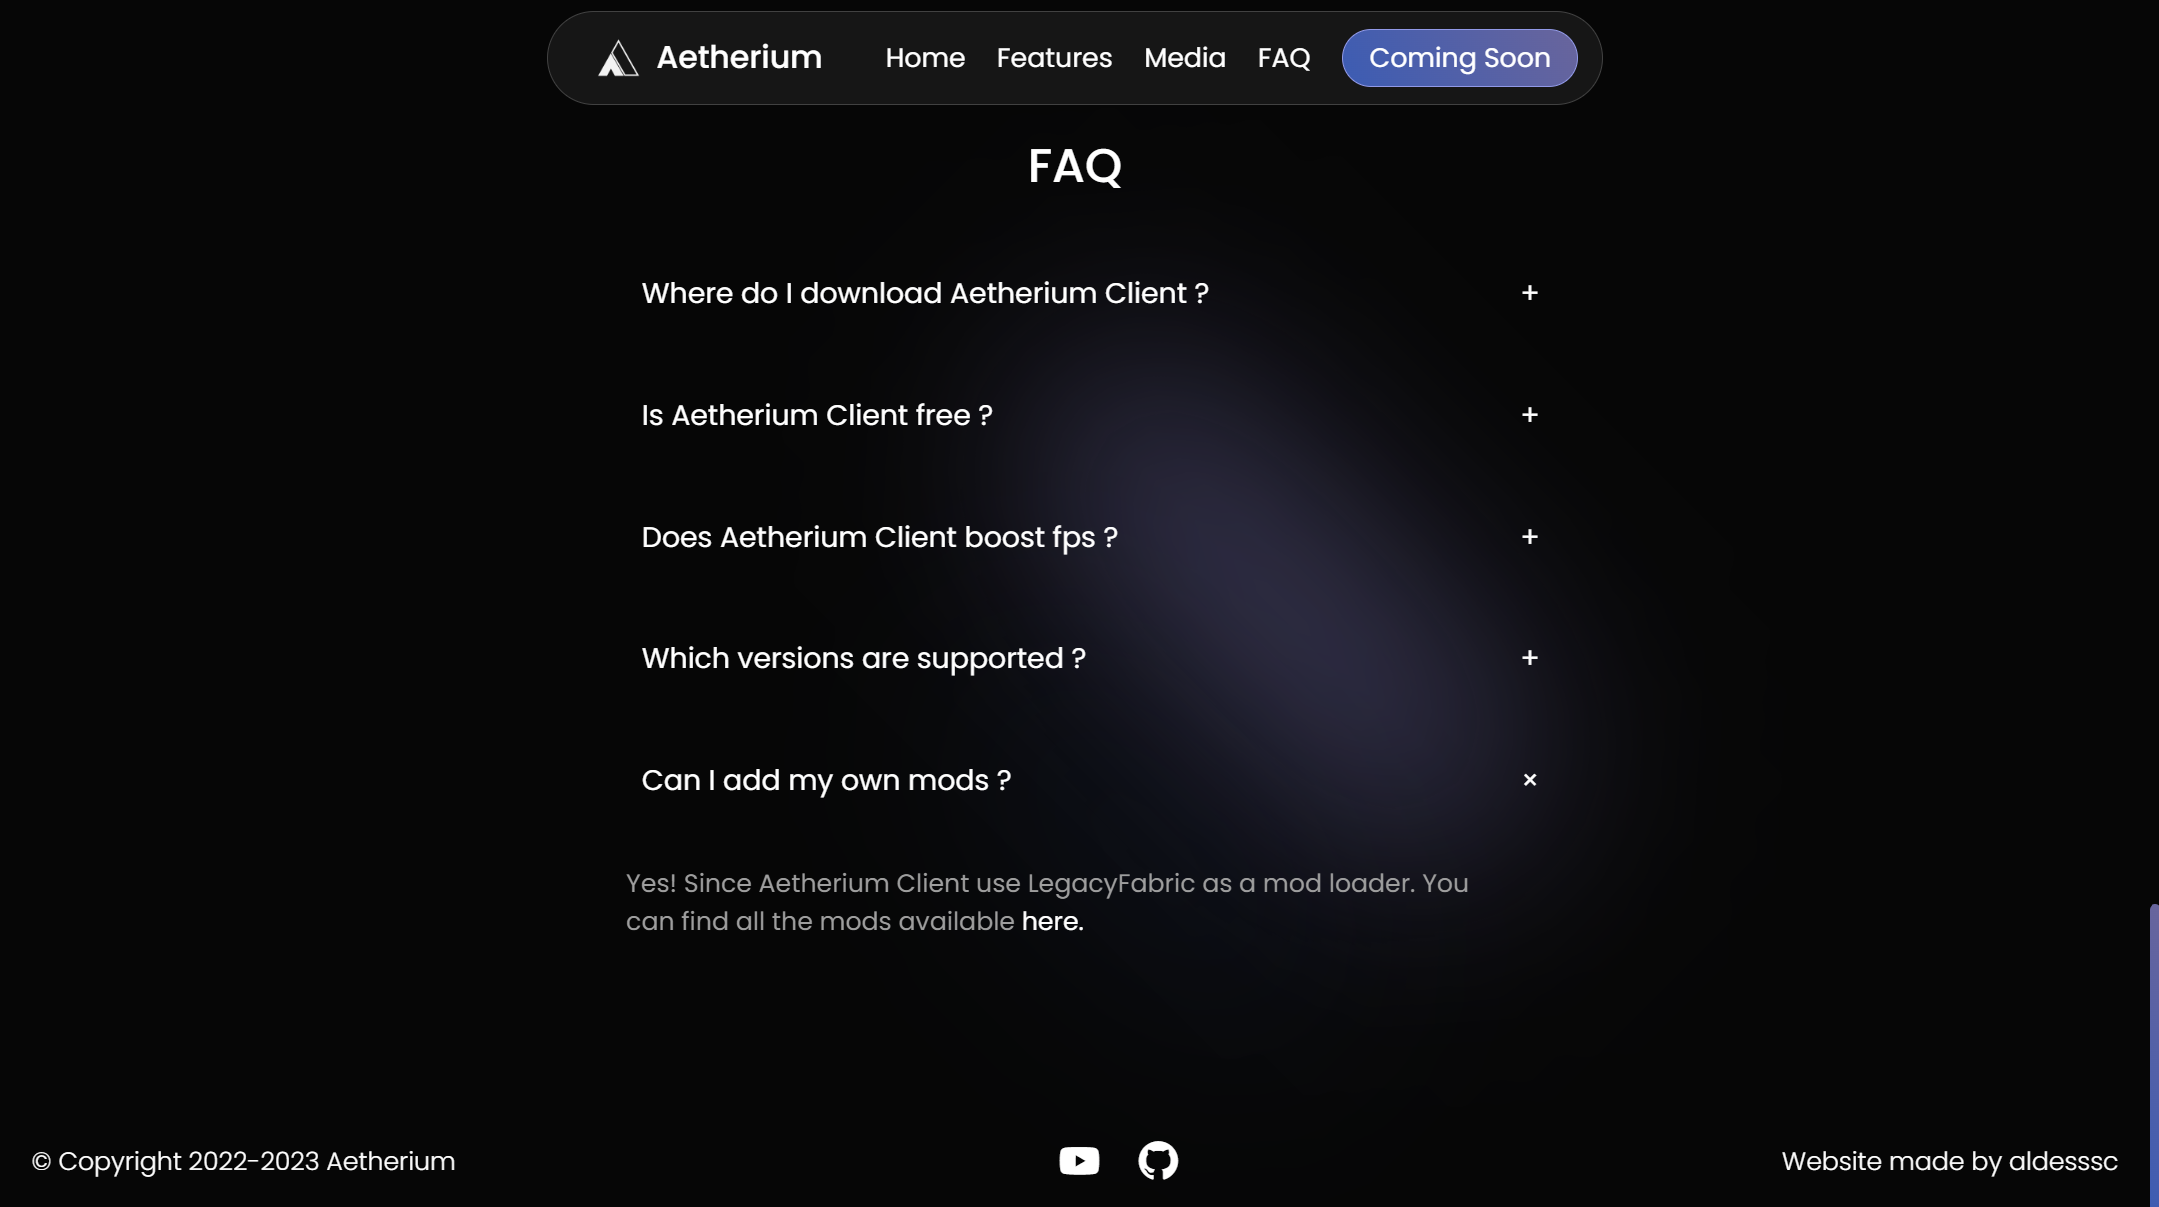 Aetherium
Home
Features
Media
FAQ
Coming Soon
FAQ
Where do I download Aetherium Client ?
+
Is Aetherium Client free ?
+
Does Aetherium Client boost fps ?
+
Which versions are supported ?
+
Can I add my own mods ?
×
Yes! Since Aetherium Client use LegacyFabric as a mod loader. You
can find all the mods available here.
© Copyright 2022-2023 Aetherium
Website made by aldesssc